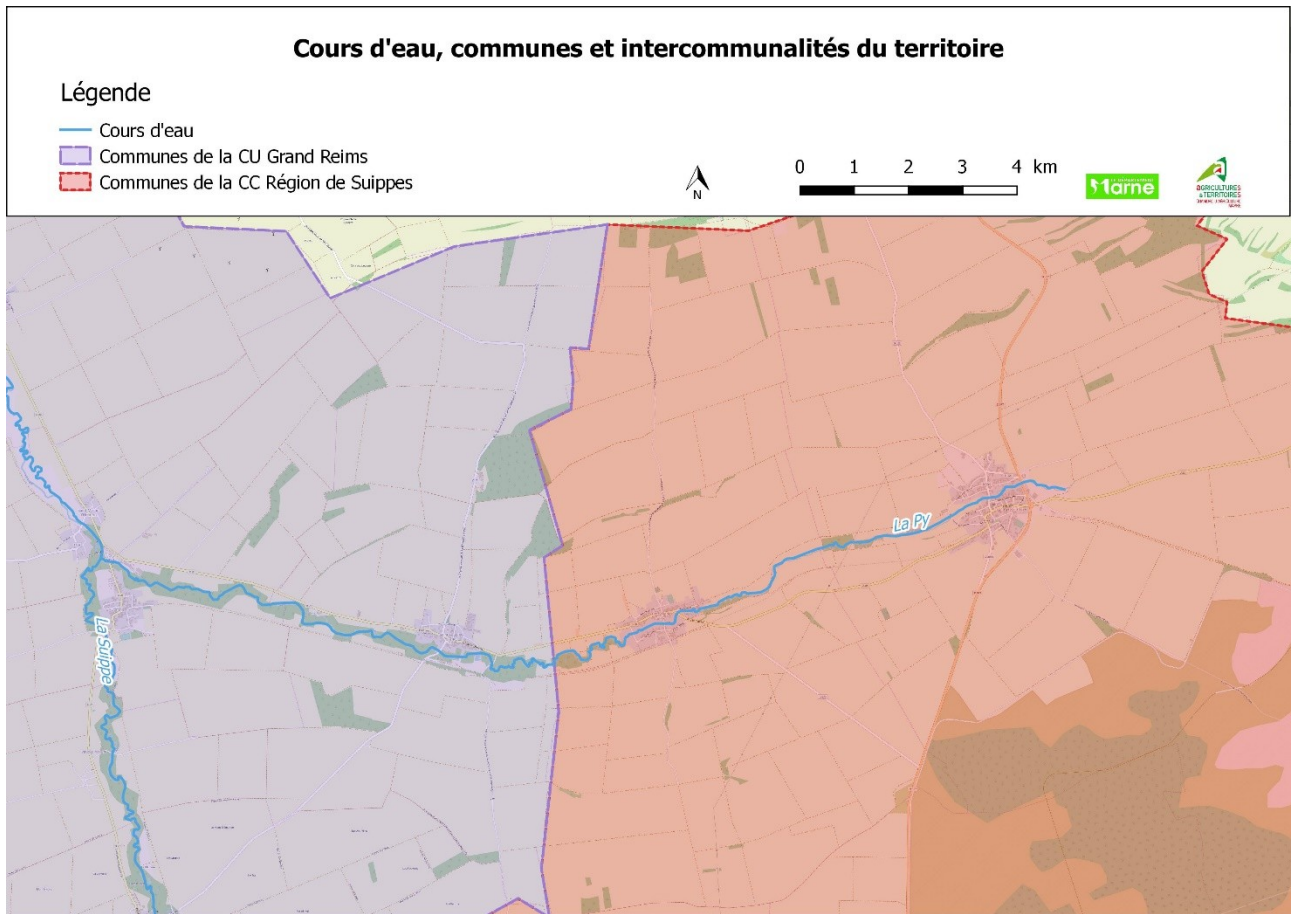 Cours d'eau, communes et intercommunalités du territoire
Légende
Cours d'eau
Communes de la CU Grand Reims
Communes de la CC Région de Suippes
N
0 1 2 3 4 km
Marne
AGRICULTURES
& TERRITOIRES
La Py
La Suippe